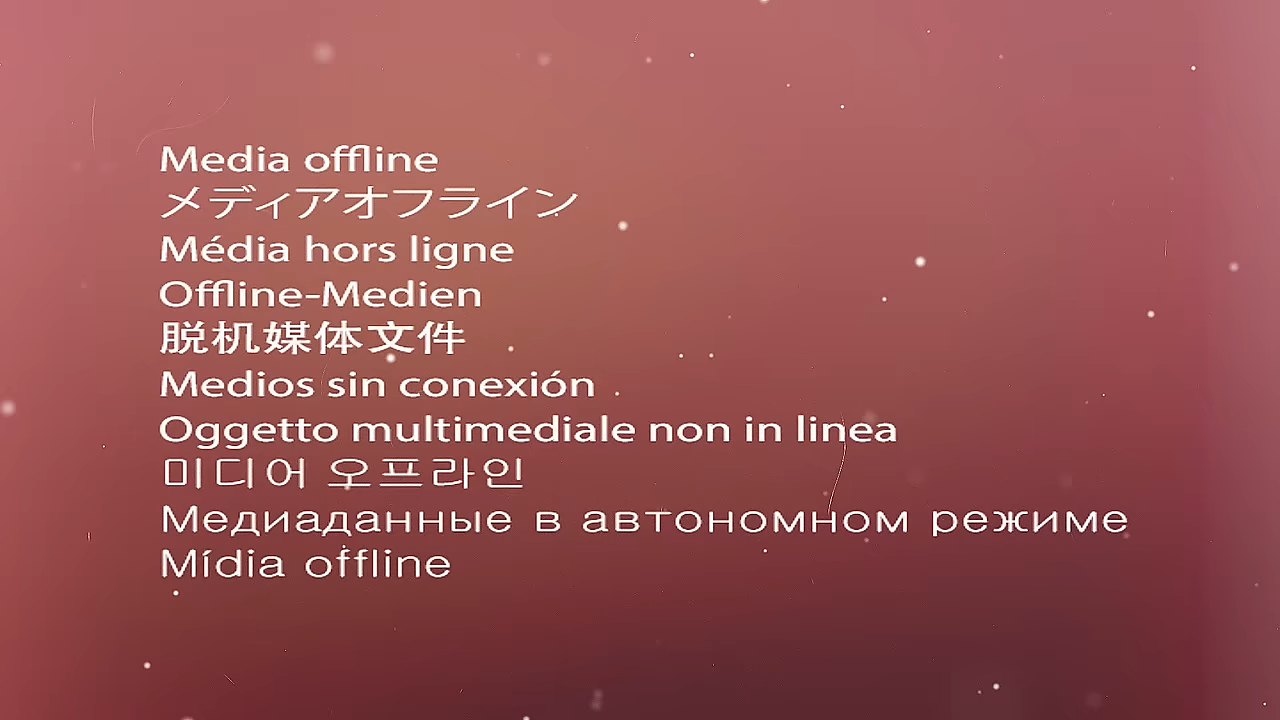 Media offline
メディアオフライン
Média hors ligne
Offline-Medien
脱机媒体文件
Medios sin conexión
Oggetto multimediale non in linea
미디어 오프라인
Медиаданные в автономном режиме
Mídia offline